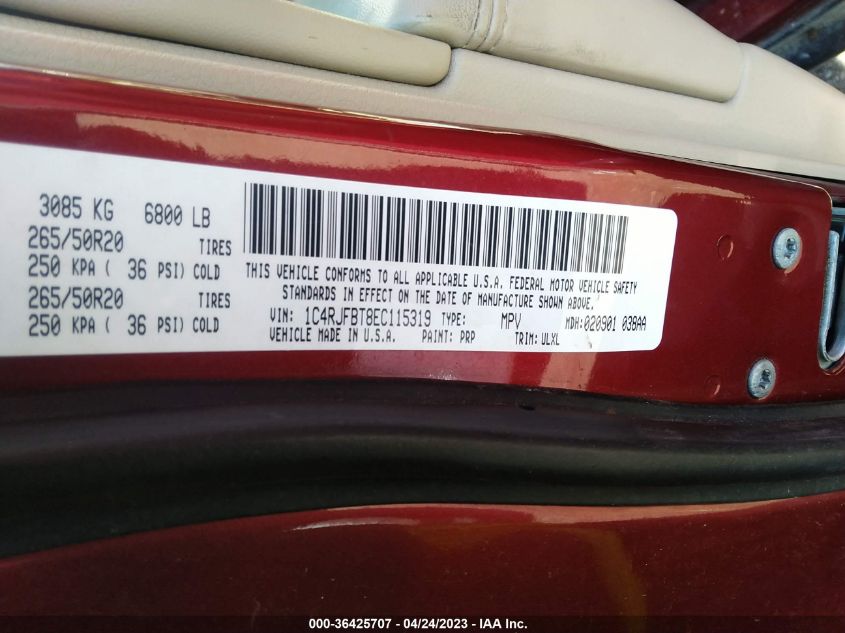 3085 KG 6800 LB
265/50R20 TIRES
250 KPA ( 36 PSI) COLD
265/50R20 TIRES
250 KPA ( 36 PSI) COLD
THIS VEHICLE CONFORMS TO ALL APPLICABLE U.S.A. FEDERAL MOTOR VEHICLE SAFETY
STANDARDS IN EFFECT ON THE DATE OF MANUFACTURE SHOWN ABOVE.
VIN: 1C4RJFBT8EC115319 TYPE: MPV MDH:020901 038AA
VEHICLE MADE IN U.S.A. PAINT: PRP TRIM: ULXL
000-36425707 - 04/24/2023 - IAA Inc.